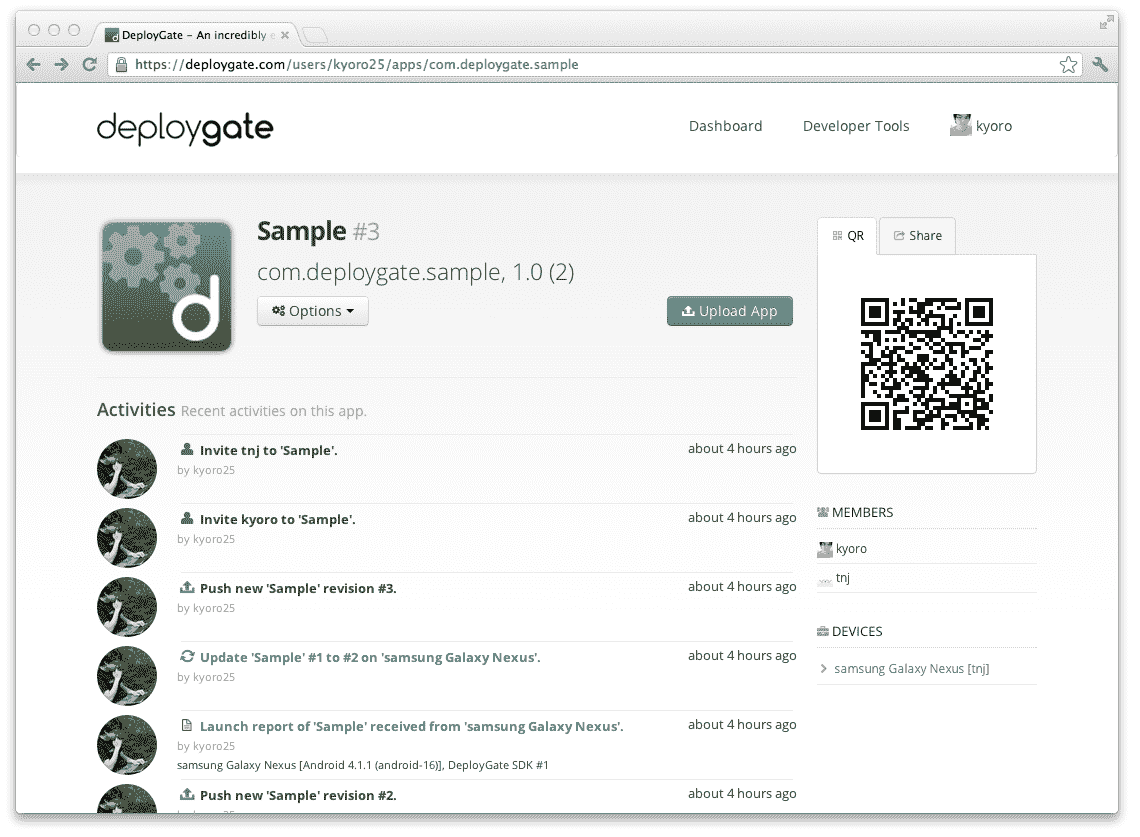 DeployGate – An incredibly e
https://deploygate.com/users/kyoro25/apps/com.deploygate.sample
deploygate
Dashboard
Developer Tools
kyoro
Sample #3
com.deploygate.sample, 1.0 (2)
Options
Upload App
QR
Share
Activities Recent activities on this app.
Invite tnj to 'Sample'.
about 4 hours ago
by kyoro25
Invite kyoro to 'Sample'.
about 4 hours ago
by kyoro25
Push new 'Sample' revision #3.
about 4 hours ago
by kyoro25
Update 'Sample' #1 to #2 on 'samsung Galaxy Nexus'.
about 4 hours ago
by kyoro25
Launch report of 'Sample' received from 'samsung Galaxy Nexus'.
about 4 hours ago
by kyoro25
samsung Galaxy Nexus [Android 4.1.1 (android-16)], DeployGate SDK #1
Push new 'Sample' revision #2.
about 4 hours ago
MEMBERS
kyoro
tnj
DEVICES
samsung Galaxy Nexus [tnj]